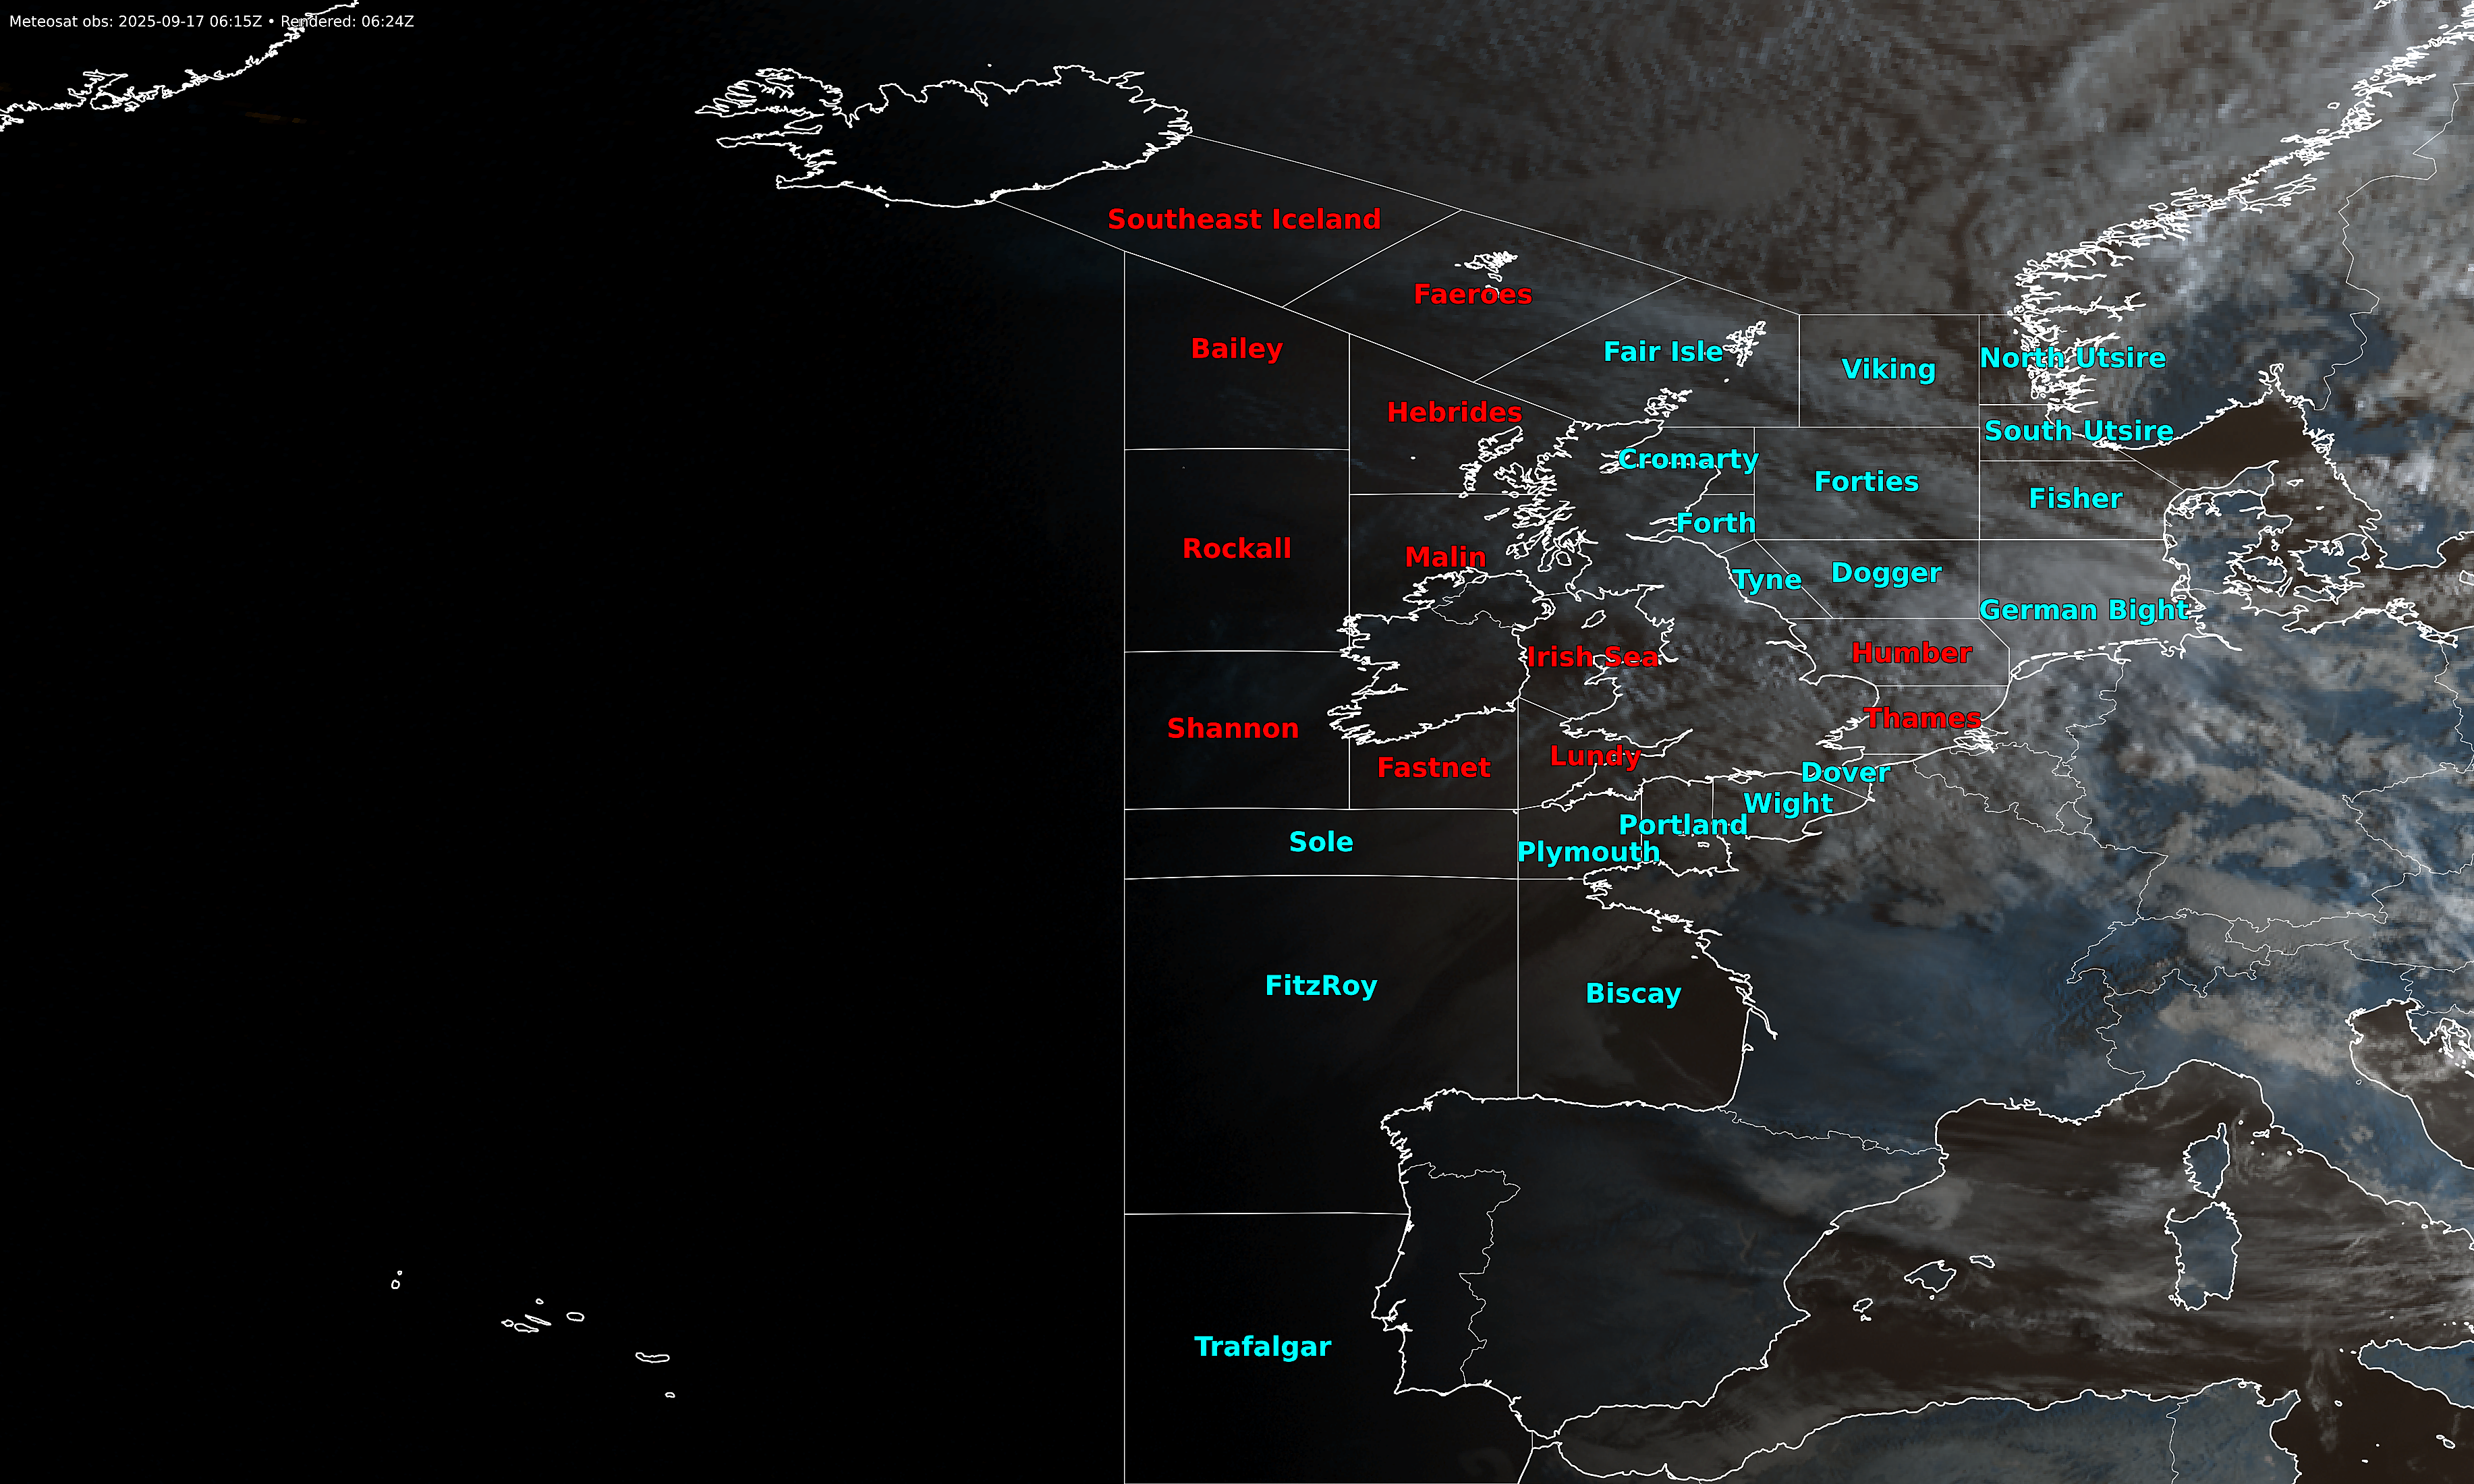 Meteosat obs: 2025-09-17 06:15Z • Rendered: 06:24Z
Southeast Iceland
Faeroes
Bailey
Fair Isle
Viking
North Utsire
Hebrides
South Utsire
Cromarty
Forties
Fisher
Forth
Rockall
Malin
Tyne
Dogger
German Bight
Irish Sea
Humber
Shannon
Thames
Fastnet
Lundy
Dover
Wight
Portland
Sole
Plymouth
FitzRoy
Biscay
Trafalgar